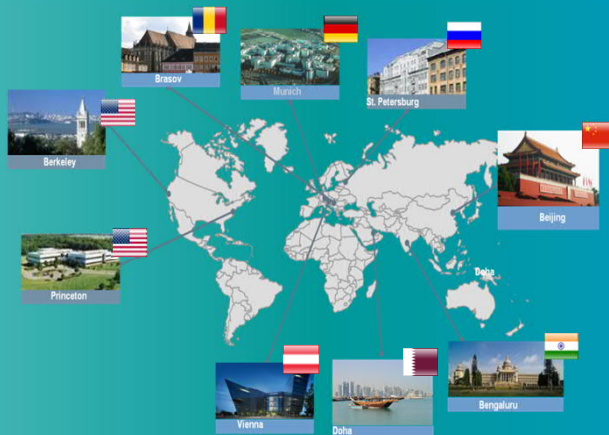 Brasov
Munich
St. Petersburg
Berkeley
Beijing
Princeton
Doha
Vienna
Doha
Bengaluru